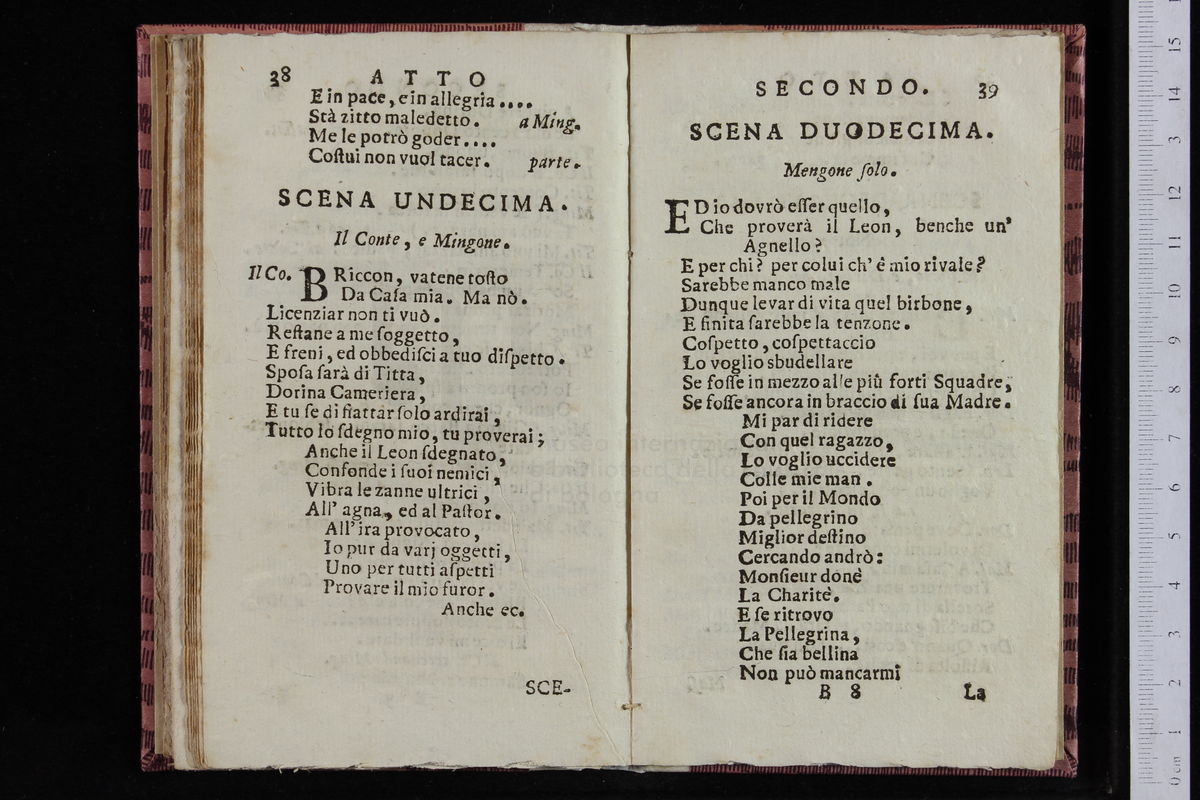 38 ATTO
E in pace, e in allegria....
Stà zitto maledetto. a Ming.
Me le potrò goder....
Coſtui non vuol tacer. parte.
SCENA UNDECIMA.
Il Conte, e Mingone.
Il Co. BRiccon, vatene toſto
Da Caſa mia. Ma nò.
Licenziar non ti vuò.
Reſtane a me ſoggetto,
E freni, ed obbediſci a tuo diſpetto.
Spoſa ſarà di Titta,
Dorina Cameriera,
E tu ſe di fiattar ſolo ardirai,
Tutto lo ſdegno mio, tu proverai;
Anche il Leon ſdegnato,
Confonde i ſuoi nemici,
Vibra le zanne ultrici,
All' agna, ed al Paſtor.
All' ira provocato,
Io pur da varj oggetti,
Uno per tutti aſpetti
Provare il mio furor.
Anche ec.
SCE-
SECONDO. 39
SCENA DUODECIMA.
Mengone ſolo.
ED io dovrò eſſer quello,
Che proverà il Leon, benche un'
Agnello?
E per chi? per colui ch' è mio rivale?
Sarebbe manco male
Dunque levar di vita quel birbone,
E finita ſarebbe la tenzone.
Coſpetto, coſpettaccio
Lo voglio sbudellare
Se foſſe in mezzo alle più forti Squadre,
Se foſſe ancora in braccio di ſua Madre.
Mi par di ridere
Con quel ragazzo,
Lo voglio uccidere
Colle mie man.
Poi per il Mondo
Da pellegrino
Miglior deſtino
Cercando andrò:
Monſieur donè
La Charitè.
E ſe ritrovo
La Pellegrina,
Che ſia bellina
Non può mancarmi
B 8 La